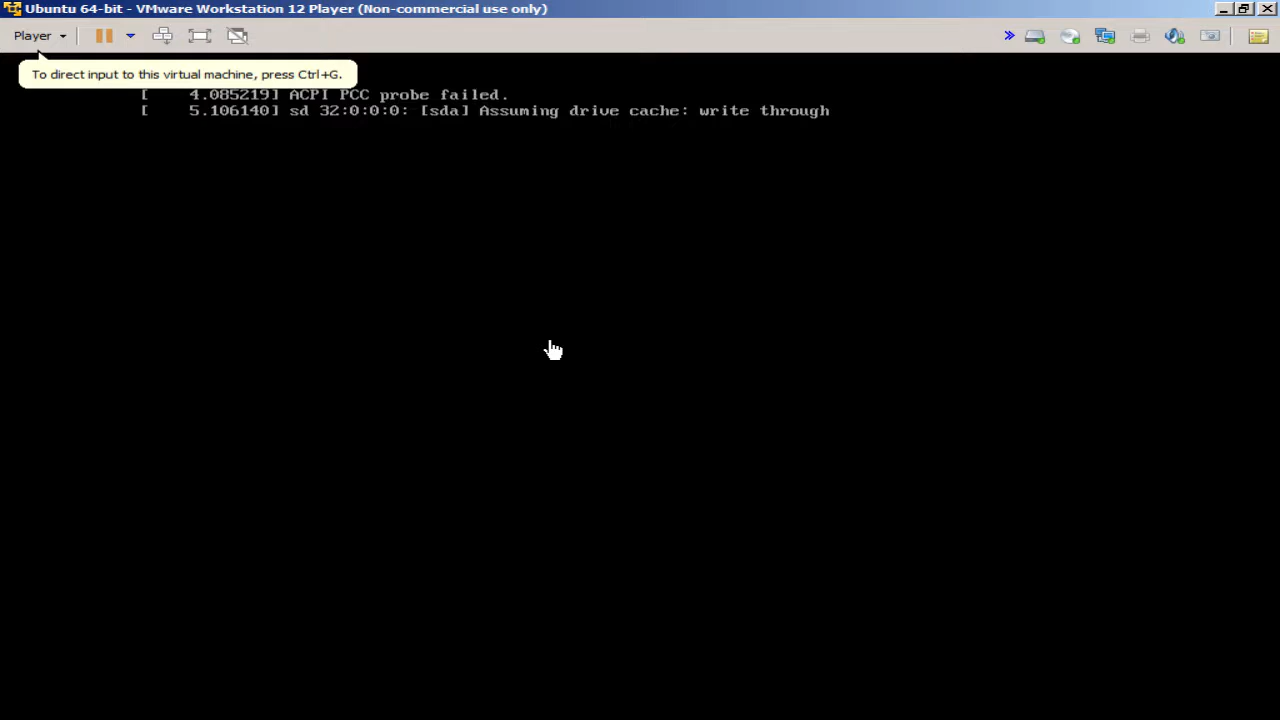 Ubuntu 64-bit - VMware Workstation 12 Player (Non-commercial use only)
Player
To direct input to this virtual machine, press Ctrl+G.
[    4.085219] ACPI PCC probe failed.
[    5.106140] sd 32:0:0:0: [sda] Assuming drive cache: write through